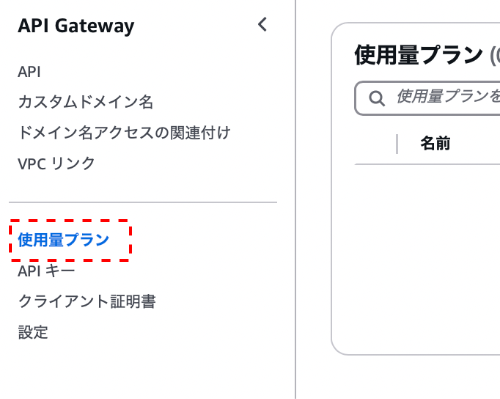 API Gateway
API
カスタムドメイン名
ドメイン名アクセスの関連付け
VPC リンク
使用量プラン
API キー
クライアント証明書
設定
使用量プラン (
使用量プランを
名前